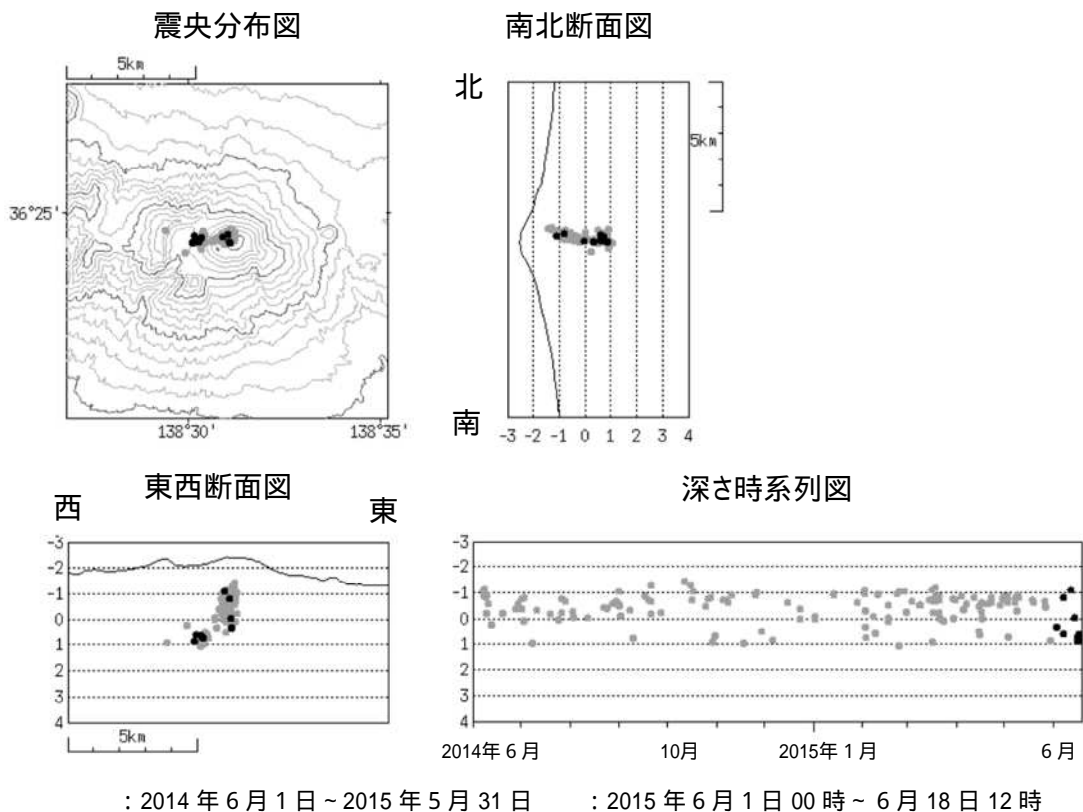 震央分布図
南北断面図
5km
北
5km
36°25'
138°30'
138°35'
南
-3 -2 -1 0 1 2 3 4
東西断面図
西
東
深さ時系列図
-3
-2
-1
0
1
2
3
4
-3
-2
-1
0
1
2
3
4
5km
2014年6月
10月
2015年1月
6月
：2014年6月1日～2015年5月31日 ：2015年6月1日00時～6月18日12時